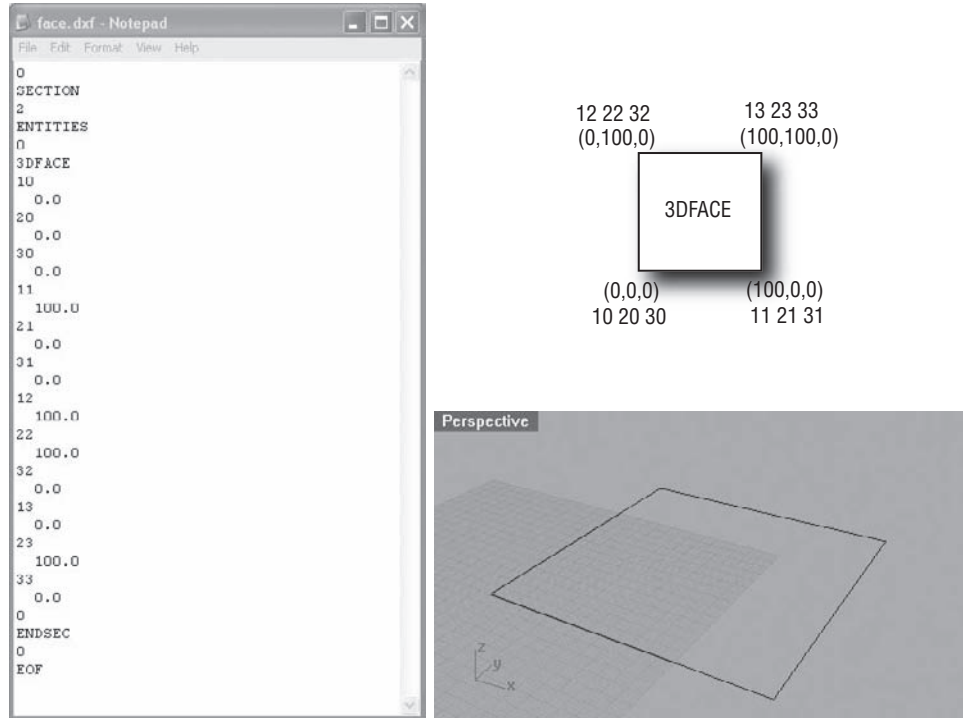 face.dxf - Notepad
File Edit Format View Help
0
SECTION
2
ENTITIES
0
3DFACE
10
0.0
20
0.0
30
0.0
11
100.0
21
0.0
31
0.0
12
100.0
22
100.0
32
0.0
13
0.0
23
100.0
33
0.0
0
ENDSEC
0
EOF
12 22 32
(0,100,0)
13 23 33
(100,100,0)
3DFACE
(0,0,0)
10 20 30
(100,0,0)
11 21 31
Perspective
z
y
x